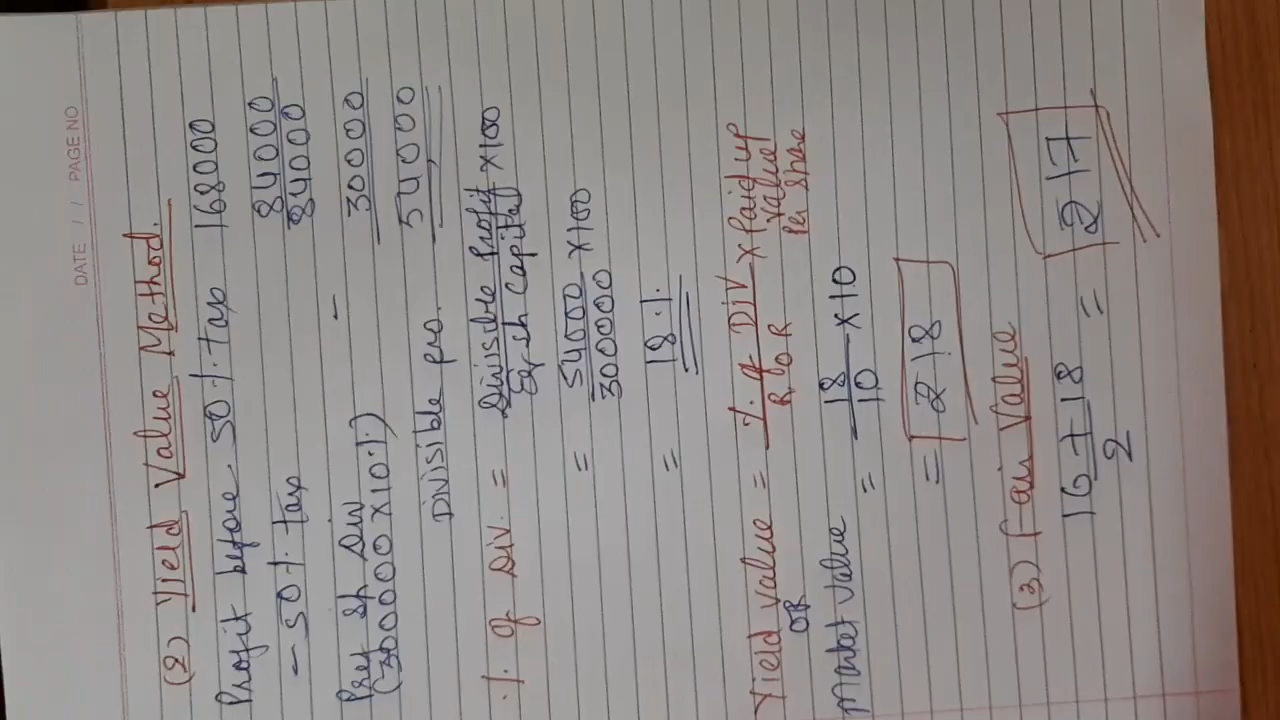 DATE / / PAGE NO
(2) Yield Value Method.
Profit before 50% tax 168000
- 50% tax 84000
84000
Pref sh Div - 30000
(300000 x 10%)
Divisible pro. 54,000
% of Div. = Divisible Profit x 100
Eq sh Capital
= 54000 x 100
300000
= 18%
Yield Value = % of Div x Paid up
OR R O R value
per share
market value
= 18 x 10
10
= ₹ 18
(3) Fair Value
16 + 18 = ₹ 17
2